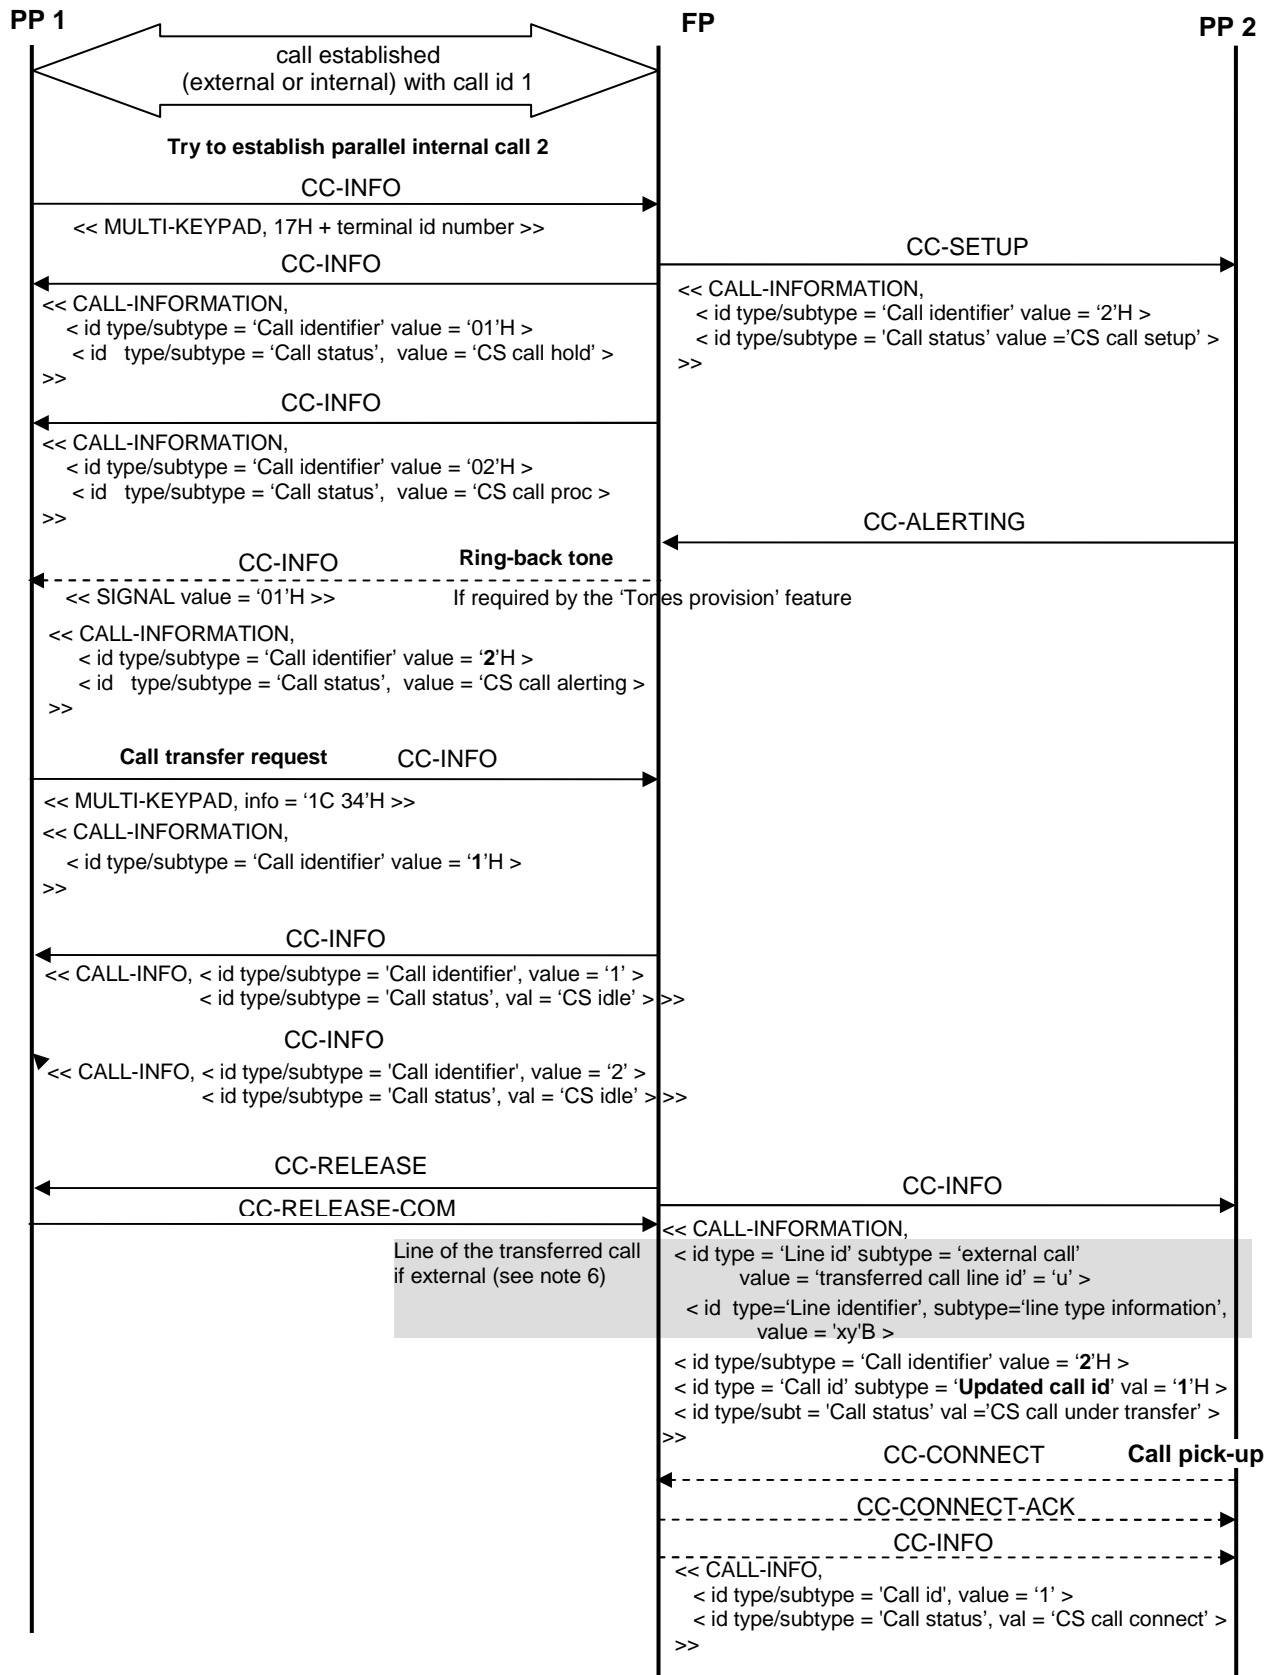 PP 1
FP
PP 2
call established
(external or internal) with call id 1
Try to establish parallel internal call 2
CC-INFO
<< MULTI-KEYPAD, 17H + terminal id number >>
CC-SETUP
CC-INFO
<< CALL-INFORMATION,
< id type/subtype = ‘Call identifier’ value = ‘2’H >
< id type/subtype = 'Call status’ value =’CS call setup’ >
>>
<< CALL-INFORMATION,
< id type/subtype = ‘Call identifier’ value = ‘01’H >
< id type/subtype = ‘Call status’, value = ‘CS call hold’ >
>>
CC-INFO
<< CALL-INFORMATION,
< id type/subtype = ‘Call identifier’ value = ‘02’H >
< id type/subtype = ‘Call status’, value = ‘CS call proc >
>>
CC-ALERTING
CC-INFO
Ring-back tone
<< SIGNAL value = ‘01’H >>
If required by the ‘Tones provision’ feature
<< CALL-INFORMATION,
< id type/subtype = ‘Call identifier’ value = ‘2’H >
< id type/subtype = ‘Call status’, value = ‘CS call alerting >
>>
Call transfer request
CC-INFO
<< MULTI-KEYPAD, info = ‘1C 34’H >>
<< CALL-INFORMATION,
< id type/subtype = ‘Call identifier’ value = ‘1’H >
>>
CC-INFO
<< CALL-INFO, < id type/subtype = 'Call identifier', value = ‘1’ >
< id type/subtype = 'Call status’, val = ‘CS idle’ > >>
CC-INFO
<< CALL-INFO, < id type/subtype = 'Call identifier', value = ‘2’ >
< id type/subtype = 'Call status’, val = ‘CS idle’ > >>
CC-RELEASE
CC-INFO
CC-RELEASE-COM
<< CALL-INFORMATION,
Line of the transferred call
if external (see note 6)
< id type = ‘Line id’ subtype = ‘external call’
value = ‘transferred call line id’ = ‘u’ >
< id type=‘Line identifier’, subtype=‘line type information’,
value = 'xy'B >
< id type/subtype = ‘Call identifier’ value = ‘2’H >
< id type = ‘Call id’ subtype = ‘Updated call id’ val = ‘1’H >
< id type/subt = 'Call status’ val =’CS call under transfer’ >
>>
CC-CONNECT
Call pick-up
CC-CONNECT-ACK
CC-INFO
<< CALL-INFO,
< id type/subtype = 'Call id', value = ‘1’ >
< id type/subtype = 'Call status’, val = ‘CS call connect’ >
>>